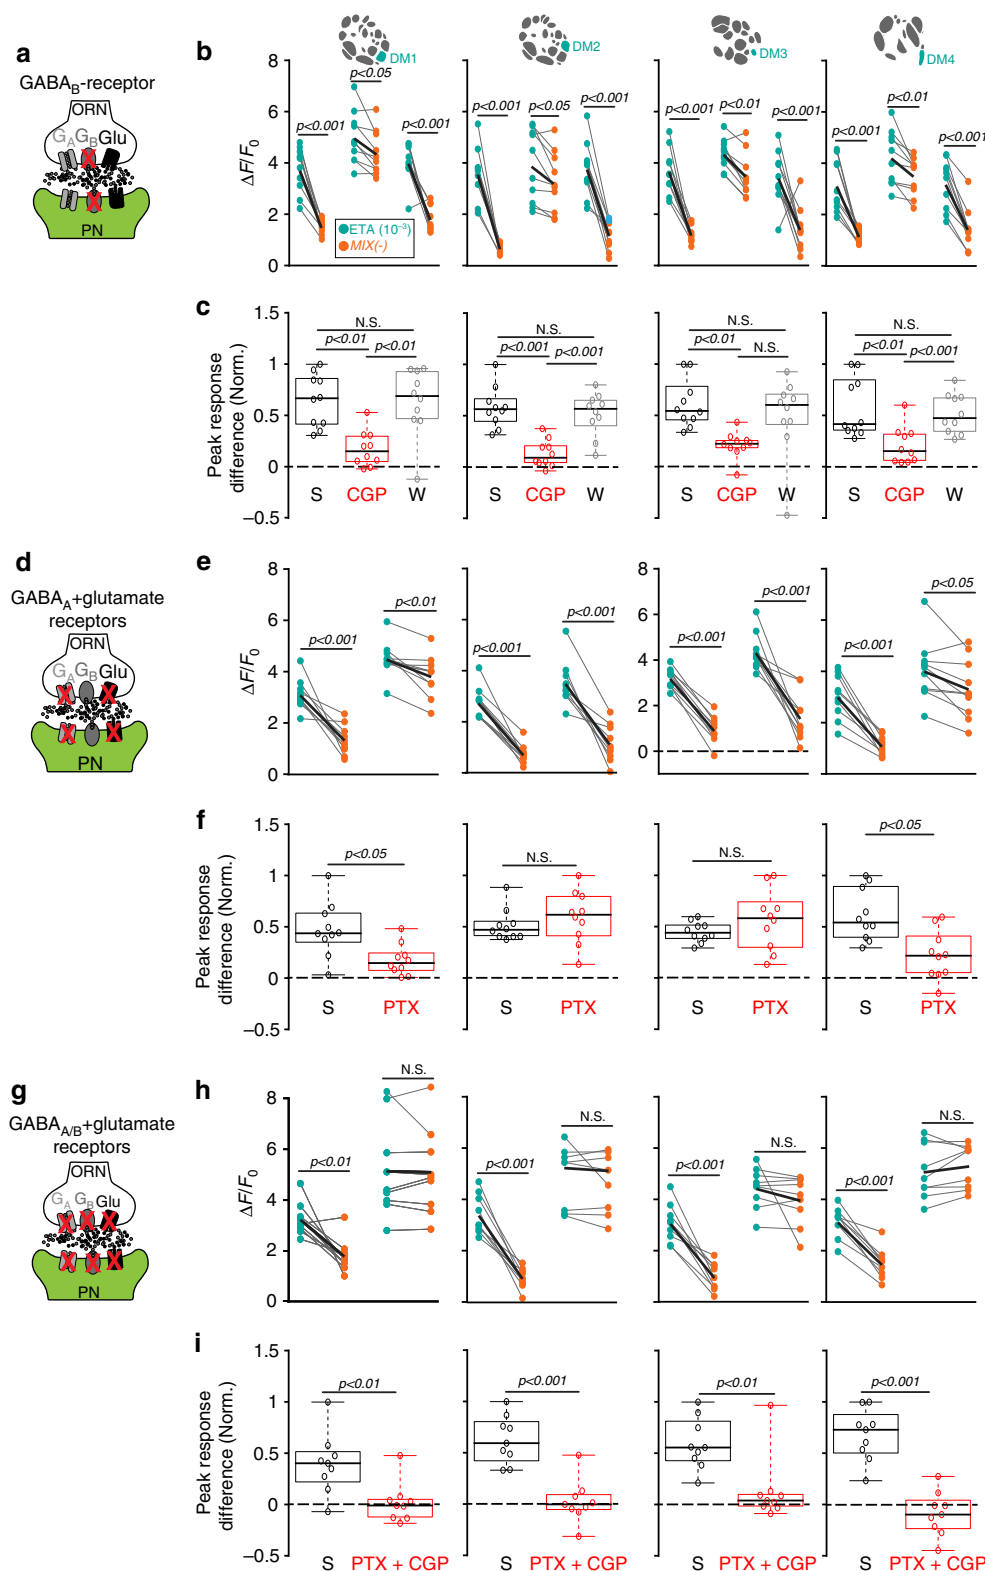 a
GABAB-receptor
ORN
GA GB Glu
PN
b
DM1
DM2
DM3
DM4
ΔF/F0
8
6
4
2
0
p<0.001
p<0.05
p<0.001
ETA (10−3)
MIX(-)
p<0.001
p<0.05
p<0.001
p<0.001
p<0.01
p<0.001
p<0.001
p<0.01
p<0.001
c
Peak response
difference (Norm.)
1.5
1
0.5
0
−0.5
N.S.
p<0.01
p<0.01
S CGP W
N.S.
p<0.001
p<0.001
S CGP W
N.S.
p<0.01
N.S.
S CGP W
N.S.
p<0.01
p<0.001
S CGP W
d
GABAA+glutamate
receptors
ORN
GA GB Glu
PN
e
ΔF/F0
8
6
4
2
0
p<0.001
p<0.01
p<0.001
p<0.001
8
4
2
0
p<0.001
p<0.001
p<0.001
p<0.05
f
Peak response
difference (Norm.)
1.5
1
0.5
0
−0.5
p<0.05
S PTX
N.S.
S PTX
N.S.
S PTX
p<0.05
S PTX
g
GABAA/B+glutamate
receptors
ORN
GA GB Glu
PN
h
ΔF/F0
8
6
4
2
0
p<0.01
N.S.
p<0.001
N.S.
p<0.001
N.S.
p<0.001
N.S.
i
Peak response
difference (Norm.)
1.5
1
0.5
0
−0.5
p<0.01
S PTX + CGP
p<0.001
S PTX + CGP
p<0.01
S PTX + CGP
p<0.001
S PTX + CGP